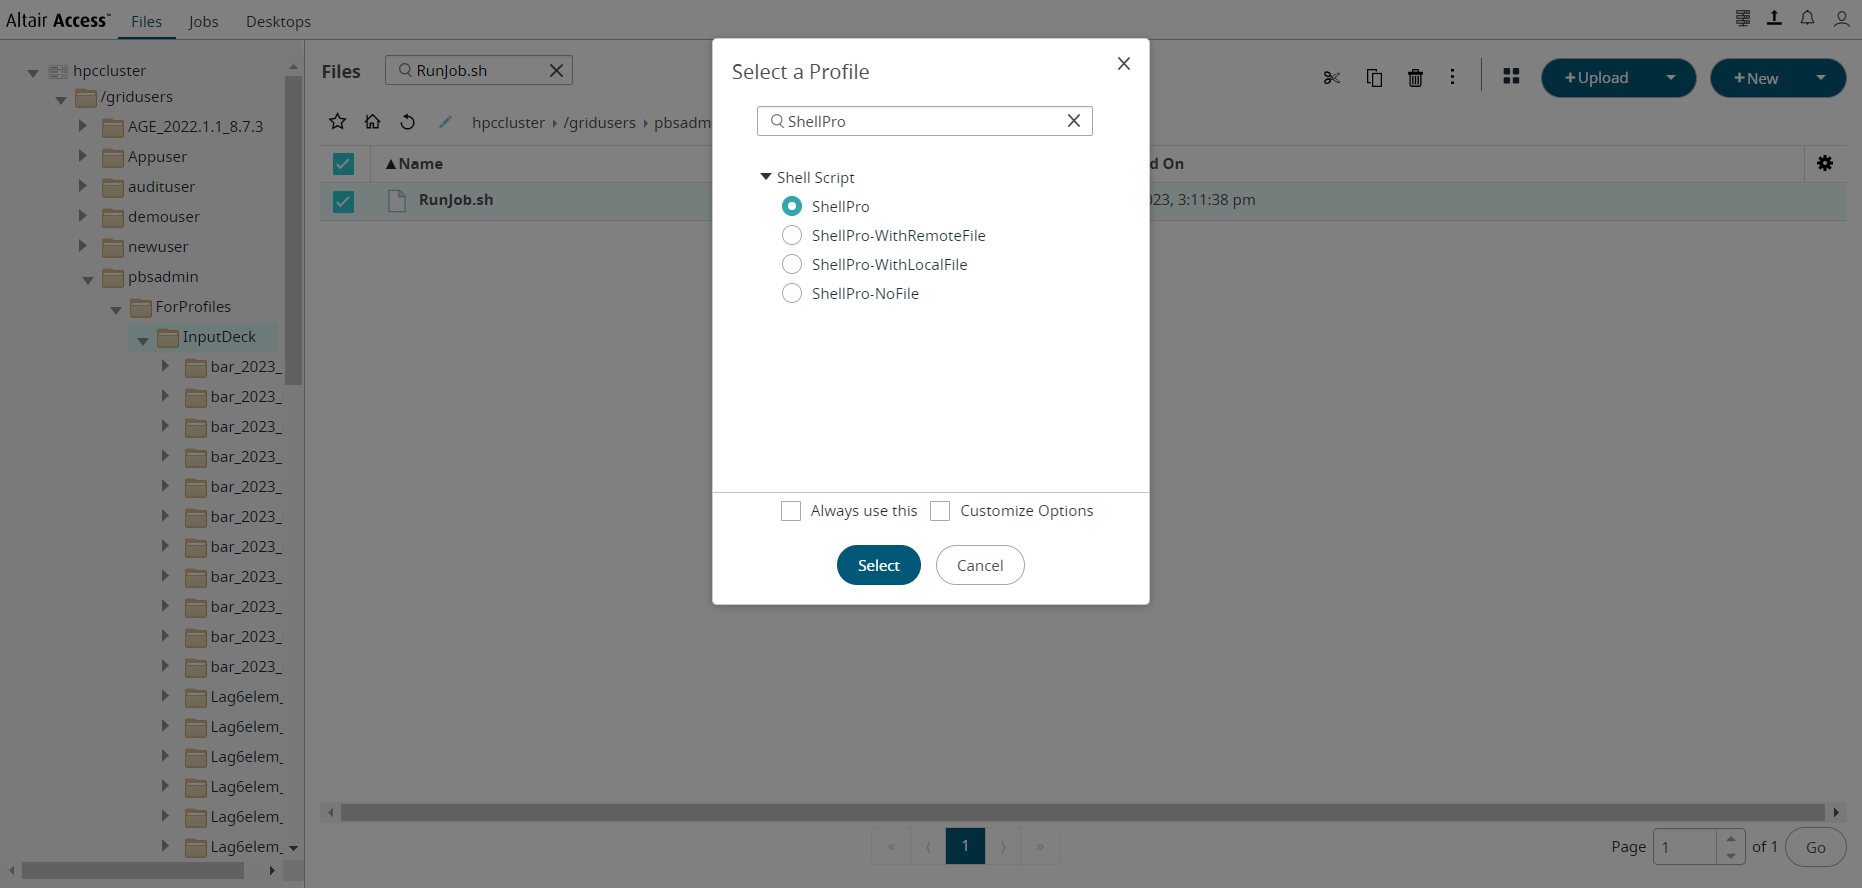 Altair Access™ Files Jobs Desktops
hpccluster
/gridusers
AGE_2022.1.1_8.7.3
Appuser
audituser
demouser
newuser
pbsadmin
ForProfiles
InputDeck
bar_2023_
bar_2023_
bar_2023_
bar_2023_
bar_2023_
bar_2023_
bar_2023_
bar_2023_
bar_2023_
bar_2023_
bar_2023_
Lag6elem_
Lag6elem_
Lag6elem_
Lag6elem_
Lag6elem_
Lag6elem_
Files RunJob.sh
+Upload +New
hpccluster /gridusers pbsadm
Name d On
RunJob.sh 023, 3:11:38 pm
Select a Profile
ShellPro
Shell Script
ShellPro
ShellPro-WithRemoteFile
ShellPro-WithLocalFile
ShellPro-NoFile
Always use this Customize Options
Select Cancel
« ⟨ 1 ⟩ » Page 1 of 1 Go